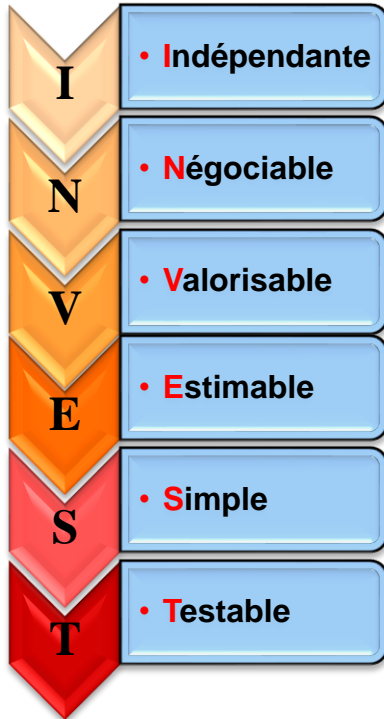 I
• Indépendante
N
• Négociable
V
• Valorisable
E
• Estimable
S
• Simple
T
• Testable